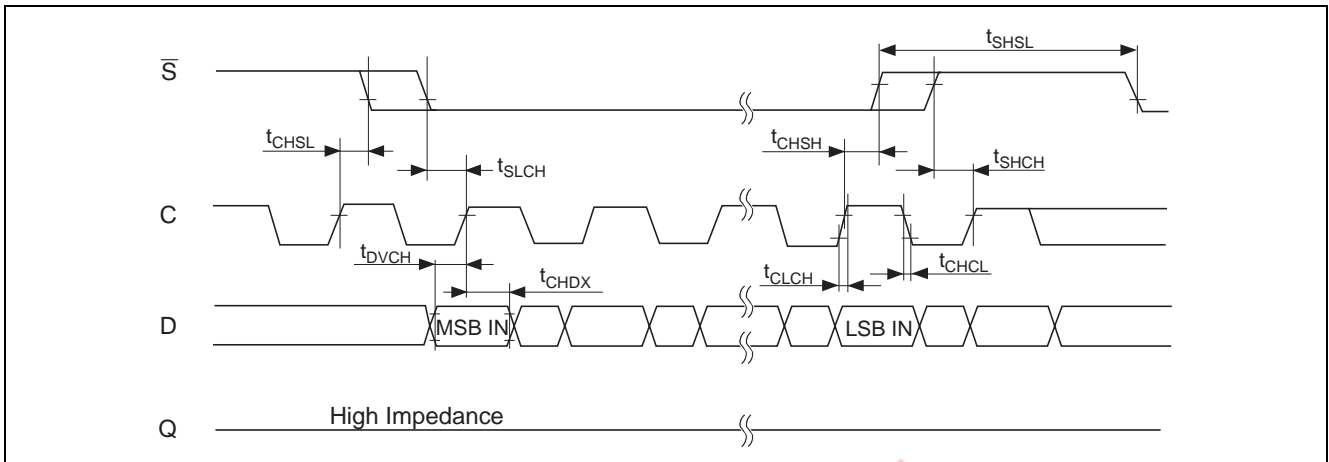 S̅
C
D
Q
tSHSL
tCHSL
tSLCH
tCHSH
tSHCH
tDVCH
tCHDX
tCLCH
tCHCL
MSB IN
LSB IN
High Impedance